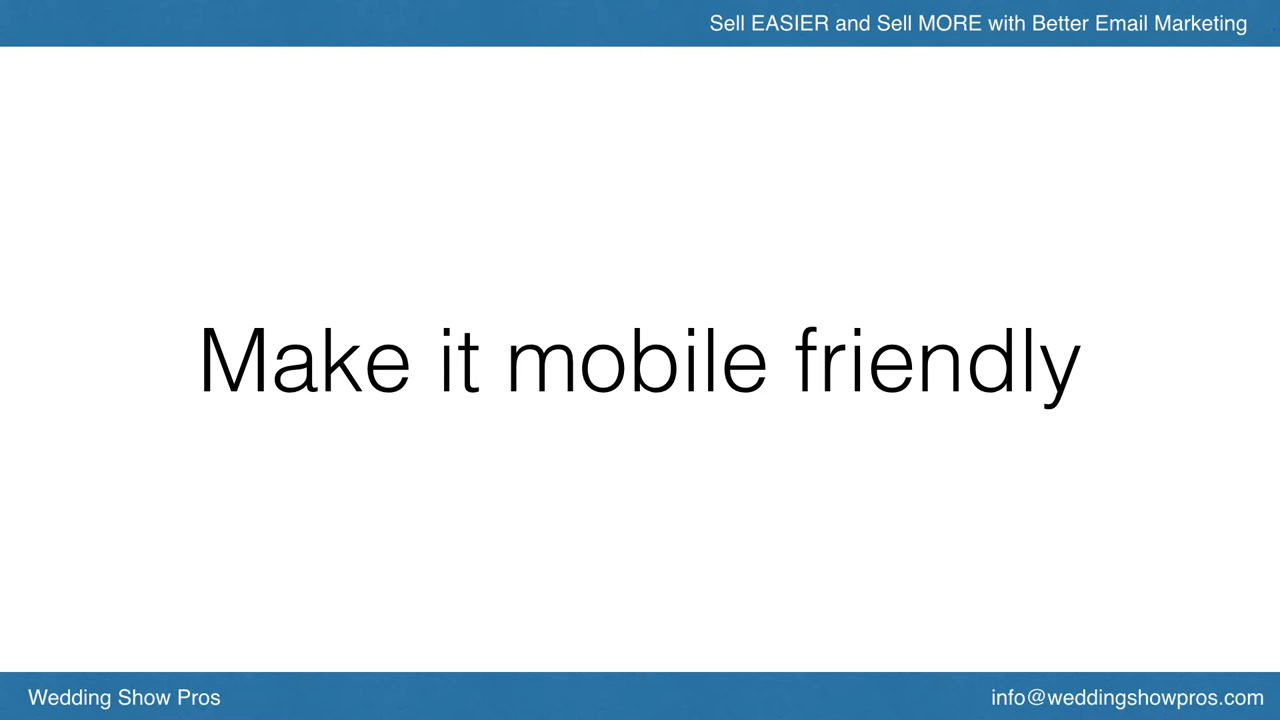 Sell EASIER and Sell MORE with Better Email Marketing
Make it mobile friendly
Wedding Show Pros
info@weddingshowpros.com